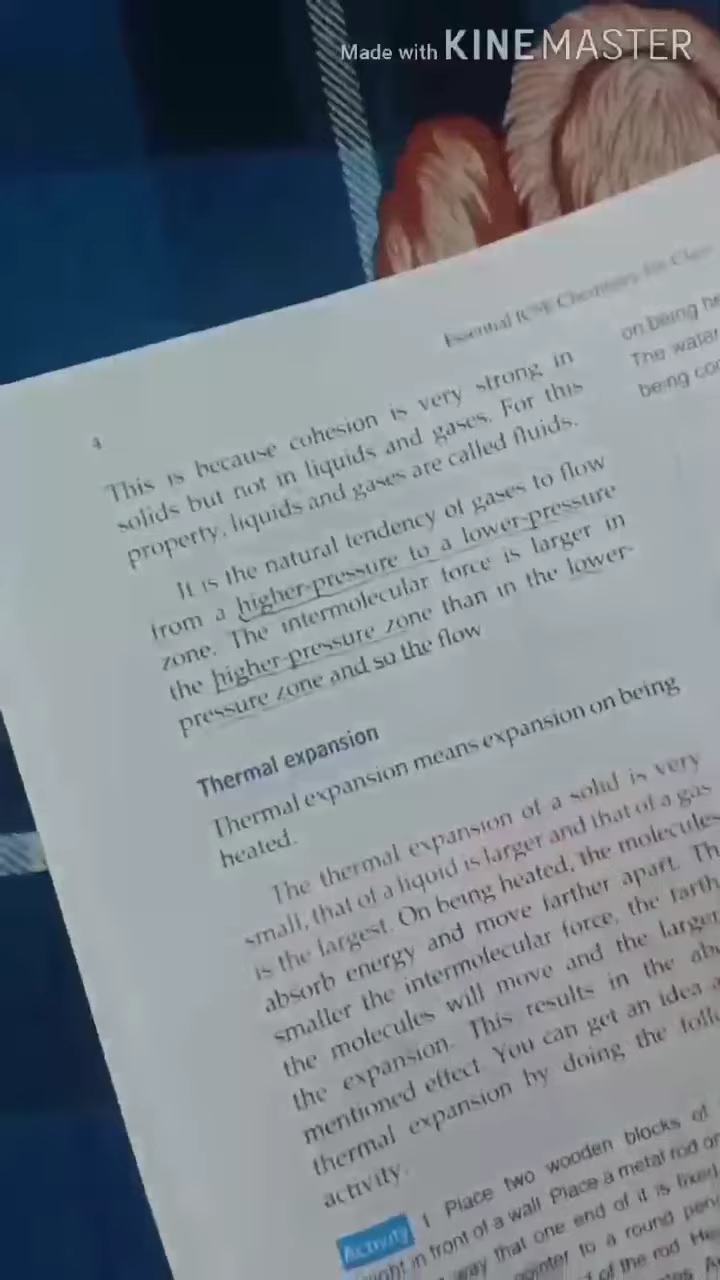 Made with KINEMASTER
Essential ICSE Chemistry for Class
4
This is because cohesion is very strong in
solids but not in liquids and gases. For this
property, liquids and gases are called fluids.
It is the natural tendency of gases to flow
from a higher-pressure to a lower-pressure
zone. The intermolecular force is larger in
the higher-pressure zone than in the lower-
pressure zone and so the flow
Thermal expansion
Thermal expansion means expansion on being
heated.
The thermal expansion of a solid is very
small, that of a liquid is larger and that of a gas
is the largest. On being heated, the molecules
absorb energy and move farther apart. Th
smaller the intermolecular force, the farth
the molecules will move and the larger
the expansion. This results in the abo
mentioned effect. You can get an idea a
thermal expansion by doing the follo
activity.
Activity 1 Place two wooden blocks of
in front of a wall. Place a metal rod on
way that one end of it is fixed
pointer to a round pen
of the rod. He
on being he
The water
being con